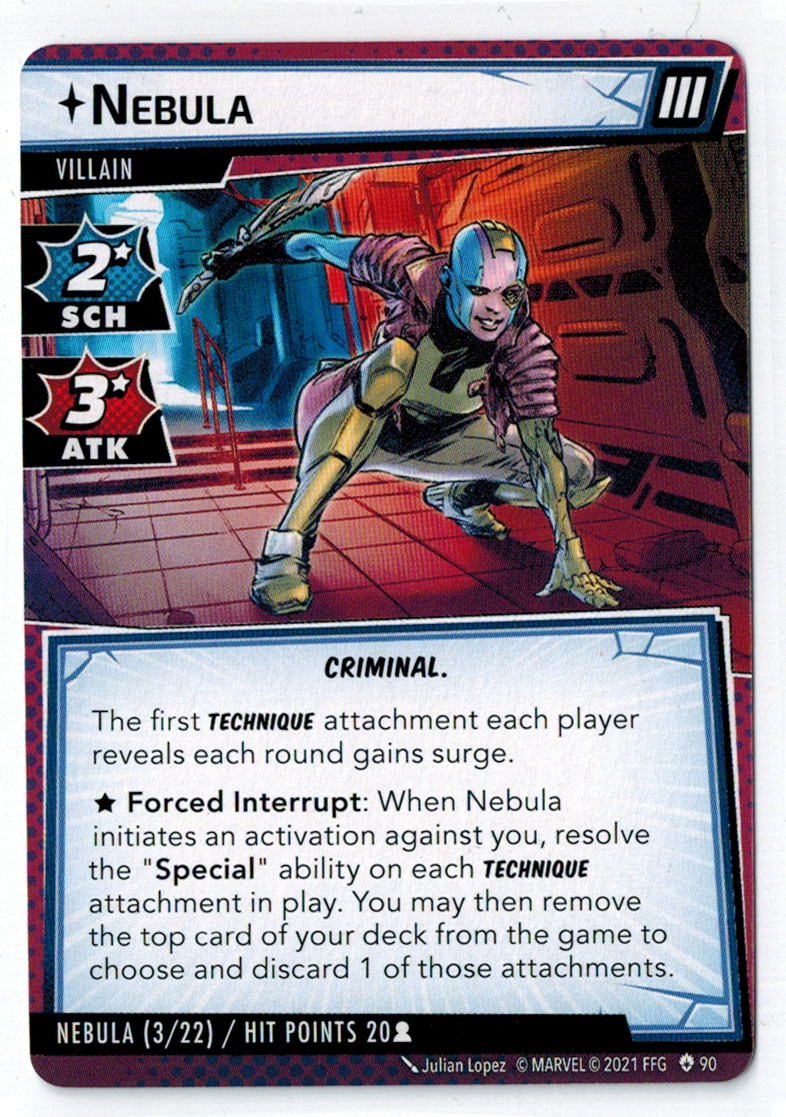 NEBULA
III
VILLAIN
2★
SCH
3★
ATK
CRIMINAL.
The first TECHNIQUE attachment each player
reveals each round gains surge.
★ Forced Interrupt: When Nebula
initiates an activation against you, resolve
the "Special" ability on each TECHNIQUE
attachment in play. You may then remove
the top card of your deck from the game to
choose and discard 1 of those attachments.
NEBULA (3/22) / HIT POINTS 20
Julian Lopez © MARVEL © 2021 FFG 90